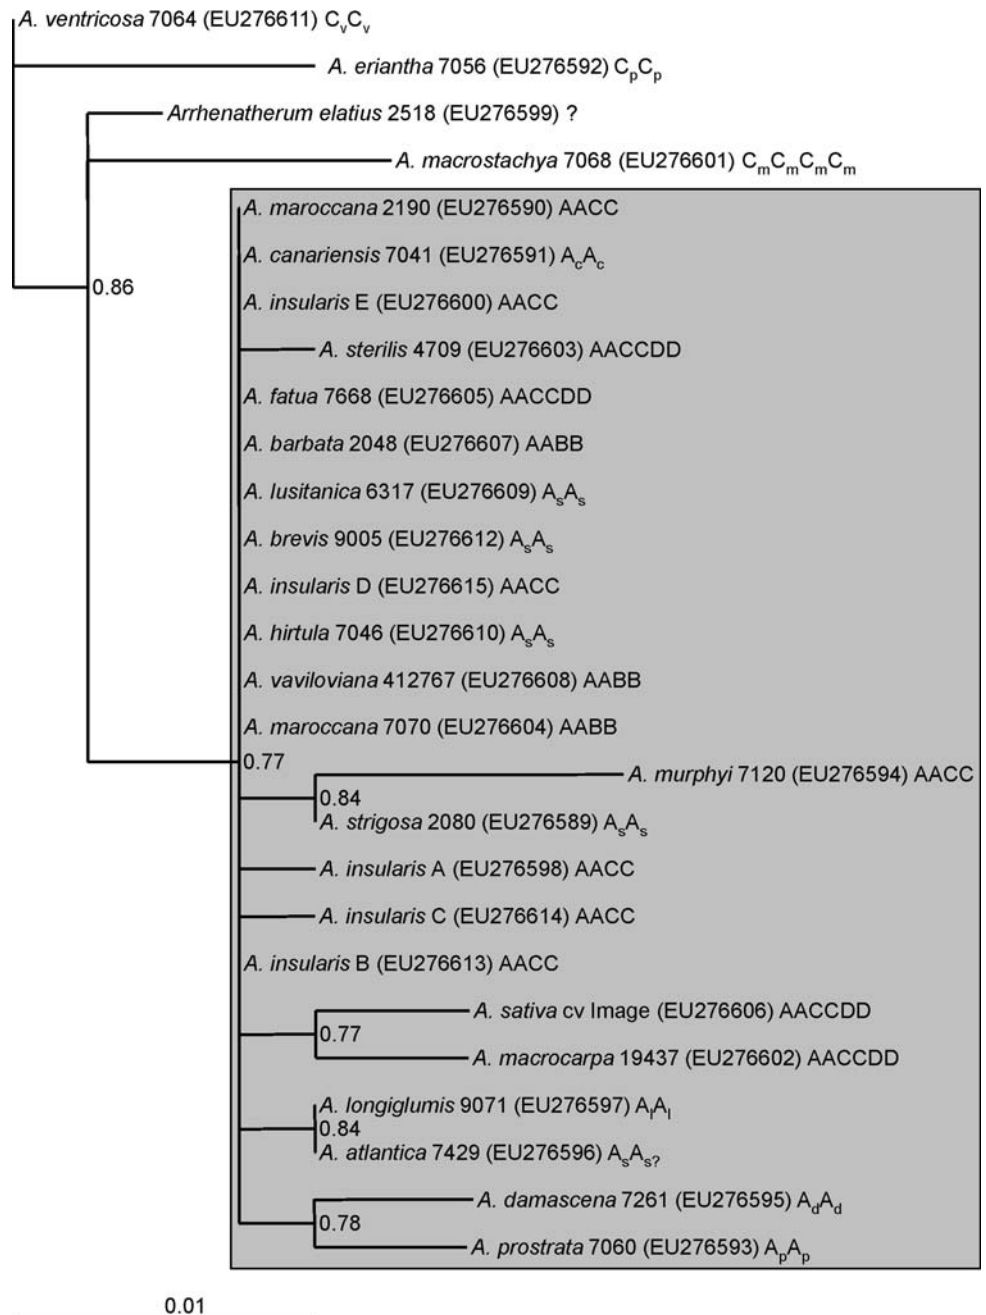 A. ventricosa 7064 (EU276611) CvCv
A. eriantha 7056 (EU276592) CpCp
Arrhenatherum elatius 2518 (EU276599) ?
A. macrostachya 7068 (EU276601) CmCmCmCm
A. maroccana 2190 (EU276590) AACC
A. canariensis 7041 (EU276591) AcAc
0.86
A. insularis E (EU276600) AACC
A. sterilis 4709 (EU276603) AACCDD
A. fatua 7668 (EU276605) AACCDD
A. barbata 2048 (EU276607) AABB
A. lusitanica 6317 (EU276609) AsAs
A. brevis 9005 (EU276612) AsAs
A. insularis D (EU276615) AACC
A. hirtula 7046 (EU276610) AsAs
A. vaviloviana 412767 (EU276608) AABB
A. maroccana 7070 (EU276604) AABB
0.77
A. murphyi 7120 (EU276594) AACC
0.84
A. strigosa 2080 (EU276589) AsAs
A. insularis A (EU276598) AACC
A. insularis C (EU276614) AACC
A. insularis B (EU276613) AACC
A. sativa cv Image (EU276606) AACCDD
0.77
A. macrocarpa 19437 (EU276602) AACCDD
A. longiglumis 9071 (EU276597) AlAl
0.84
A. atlantica 7429 (EU276596) AsAs?
A. damascena 7261 (EU276595) AdAd
0.78
A. prostrata 7060 (EU276593) ApAp
0.01